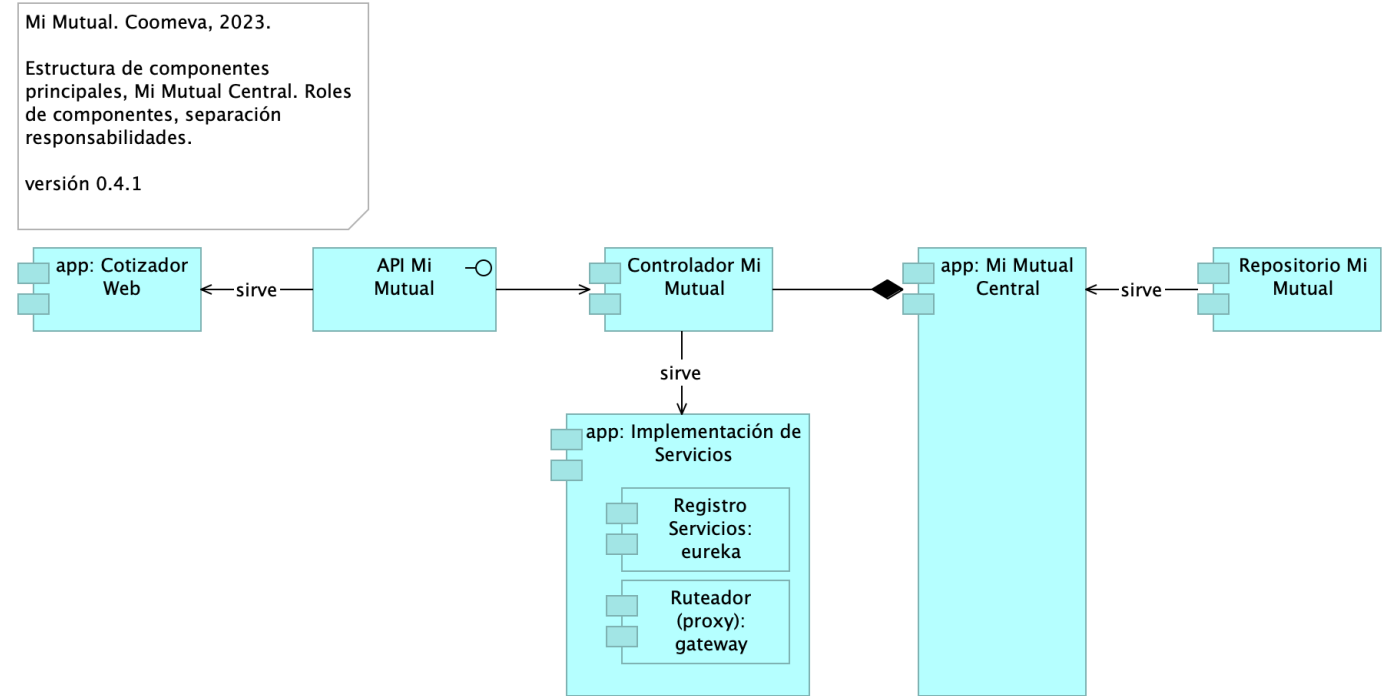 Mi Mutual. Coomeva, 2023.
Estructura de componentes
principales, Mi Mutual Central. Roles
de componentes, separación
responsabilidades.
versión 0.4.1
app: Cotizador
Web
sirve
API Mi
Mutual
Controlador Mi
Mutual
app: Mi Mutual
Central
sirve
Repositorio Mi
Mutual
sirve
app: Implementación de
Servicios
Registro
Servicios:
eureka
Ruteador
(proxy):
gateway